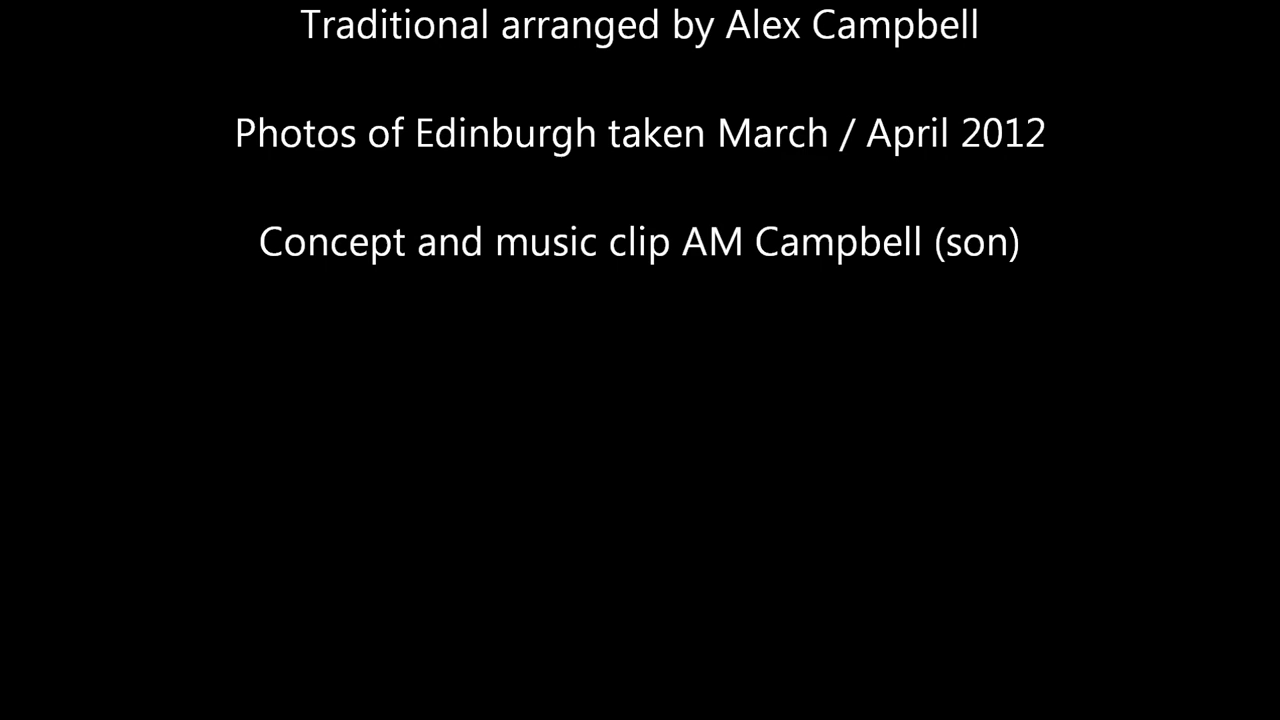 Traditional arranged by Alex Campbell
Photos of Edinburgh taken March / April 2012
Concept and music clip AM Campbell (son)